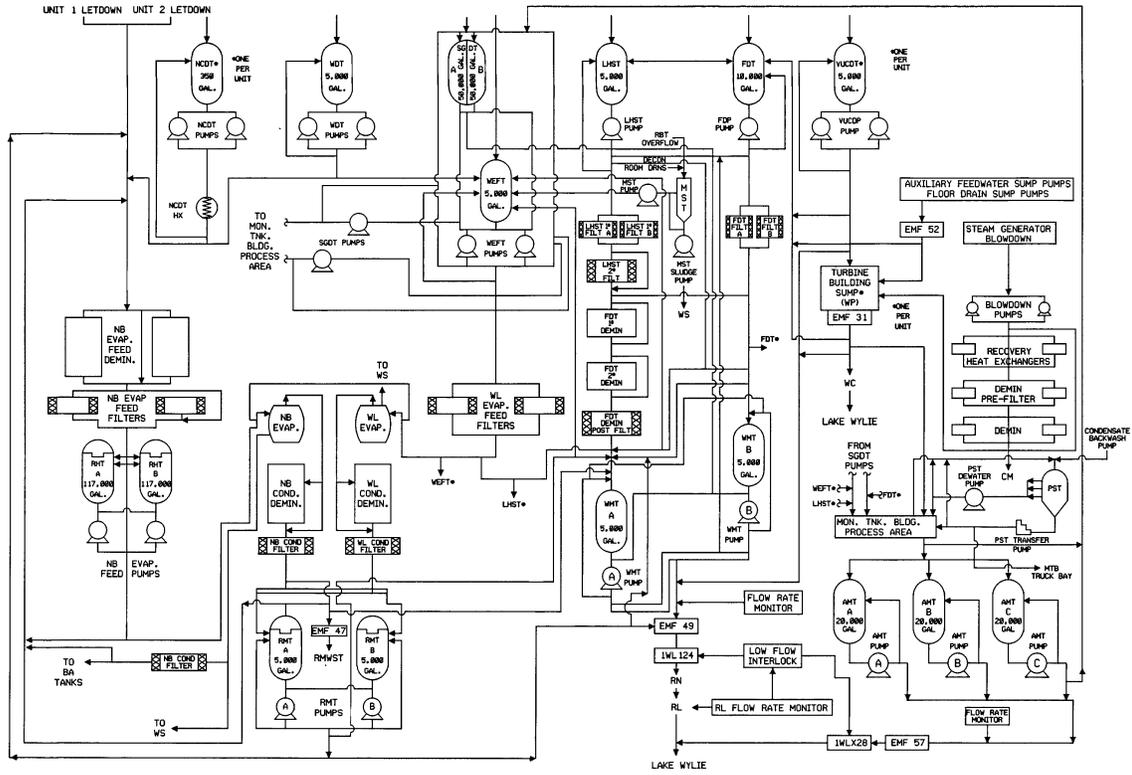 UNIT 1 LETDOWN UNIT 2 LETDOWN
NCDT*
350
GAL.
*ONE
PER
UNIT
NCDT
PUMPS
NCDT
HX
WDT
5,000
GAL.
WDT
PUMPS
SG DT
A B
50,000 GAL.
50,000 GAL.
WEFT
5,000
GAL.
WEFT
PUMPS
TO
MON.
TNK.
BLDG.
PROCESS
AREA
SGDT PUMPS
LHST
5,000
GAL.
LHST
PUMP
RBT
OVERFLOW
DECON
ROOM DRNS
MST
PUMP
MST
MST
SLUDGE
PUMP
WS
LHST 1°
FILT A
LHST 1°
FILT B
LHST
2°
FILT
FDT
1°
DEMIN
FDT
2°
DEMIN
FDT
DEMIN
POST FILT
FDT
10,000
GAL.
FDP PUMP
FDT
FILT
A
FDT
FILT
B
FDT*
VUCDT*
5,000
GAL.
*ONE
PER
UNIT
VUCDP
PUMP
AUXILIARY FEEDWATER SUMP PUMPS
FLOOR DRAIN SUMP PUMPS
EMF 52
STEAM GENERATOR
BLOWDOWN
TURBINE
BUILDING
SUMP*
(WP)
EMF 31
*ONE
PER
UNIT
WC
LAKE WYLIE
BLOWDOWN
PUMPS
RECOVERY
HEAT EXCHANGERS
DEMIN
PRE-FILTER
DEMIN
CM
CONDENSATE
BACKWASH
PUMP
PST
DEWATER
PUMP
PST
PST TRANSFER
PUMP
FROM
SGDT
PUMPS
WEFT*
LHST*
FDT*
MON. TNK. BLDG.
PROCESS AREA
MTB
TRUCK BAY
NB
EVAP.
FEED
DEMIN.
NB EVAP
FEED
FILTERS
RMT
A
117,000
GAL.
RMT
B
117,000
GAL.
NB EVAP.
FEED PUMPS
TO
BA
TANKS
NB COND
FILTER
TO
WS
TO
WS
NB
EVAP.
WL
EVAP.
NB
COND.
DEMIN.
WL
COND.
DEMIN.
NB COND
FILTER
WL COND
FILTER
WL
EVAP.
FEED
FILTERS
WEFT*
LHST*
RMT
A
5,000
GAL.
EMF 47
RMWST
RMT
B
5,000
GAL.
A
RMT
PUMPS
B
WMT
A
5,000
GAL.
A
WMT
PUMP
WMT
B
5,000
GAL.
B
WMT
PUMP
FLOW RATE
MONITOR
EMF 49
1WL124
LOW FLOW
INTERLOCK
RN
RL
RL FLOW RATE MONITOR
LAKE WYLIE
AMT
A
20,000
GAL
AMT
B
20,000
GAL
AMT
C
20,000
GAL
AMT
PUMP
A
AMT
PUMP
B
AMT
PUMP
C
FLOW RATE
MONITOR
1WLX28
EMF 57